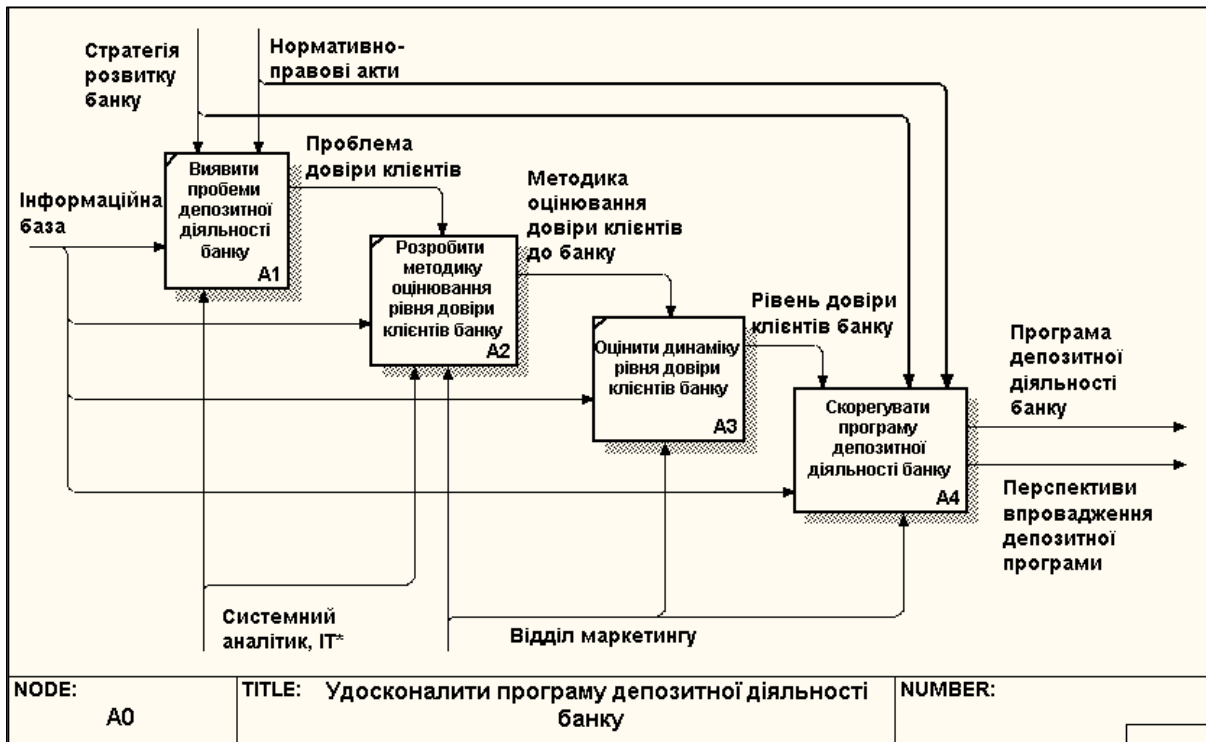 Стратегія
розвитку
банку
Нормативно-
правові акти
Проблема
довіри клієнтів
Інформаційна
база
Виявити
пробеми
депозитної
діяльності
банку
A1
Методика
оцінювання
довіри клієнтів
до банку
Розробити
методику
оцінювання
рівня довіри
клієнтів банку
A2
Рівень довіри
клієнтів банку
Оцінити динаміку
рівня довіри
клієнтів банку
A3
Програма
депозитної
діяльності
банку
Скорегувати
програму
депозитної
діяльності банку
A4
Перспективи
впровадження
депозитної
програми
Системний
аналітик, ІТ*
Відділ маркетингу
NODE:
A0
TITLE: Удосконалити програму депозитної діяльності
банку
NUMBER: